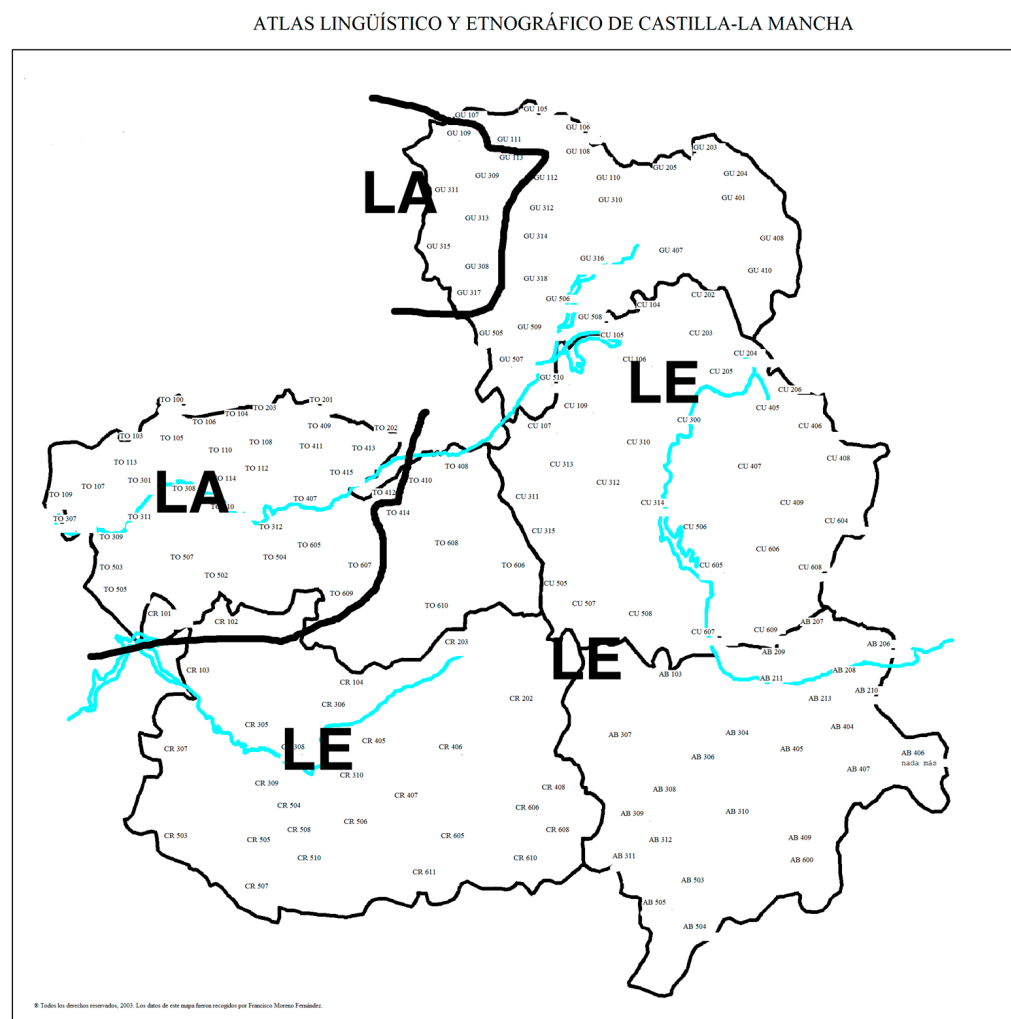 ATLAS LINGÜÍSTICO Y ETNOGRÁFICO DE CASTILLA-LA MANCHA
GU 105
GU 107
GU 106
GU 109
GU 111
GU 203
GU 108
GU 113
GU 205
GU 204
GU 309
GU 112
GU 110
LA
GU 311
GU 401
GU 310
GU 312
GU 313
GU 314
GU 408
GU 315
GU 407
GU 316
GU 308
GU 410
GU 318
GU 317
CU 202
GU 506
CU 104
GU 508
GU 509
GU 505
CU 105
CU 203
CU 204
GU 507
CU 106
CU 205
GU 510
LE
CU 206
TO 100
TO 201
TO 203
CU 109
CU 405
TO 104
TO 106
CU 300
TO 409
CU 107
CU 406
TO 202
TO 103
TO 105
TO 108
CU 310
TO 411
TO 413
TO 110
CU 408
TO 113
CU 313
TO 408
CU 407
TO 112
TO 415
TO 301
TO 114
TO 410
CU 312
TO 107
TO 308
LA
TO 412
TO 109
CU 311
TO 407
CU 314
CU 409
TO 414
TO 311
TO 307
CU 604
TO 312
CU 506
CU 315
TO 309
TO 608
TO 605
CU 606
TO 507
TO 504
TO 503
TO 607
TO 606
CU 605
CU 608
TO 502
CU 505
TO 505
TO 609
CU 507
TO 610
CR 101
CU 508
CR 102
AB 207
CU 609
CU 607
CR 203
AB 206
AB 209
LE
CR 103
AB 208
AB 103
AB 211
CR 104
AB 210
CR 202
AB 213
CR 306
CR 305
AB 404
AB 304
AB 307
CR 405
CR 307
CR 308
LE
CR 406
AB 405
AB 406
AB 306
nada más
AB 407
CR 310
CR 309
CR 408
AB 308
CR 407
CR 504
CR 606
AB 310
AB 309
CR 506
CR 508
CR 608
CR 503
CR 605
AB 409
CR 505
AB 312
AB 311
CR 510
CR 610
AB 600
CR 611
AB 503
CR 507
AB 505
AB 504
® Todos los derechos reservados, 2003. Los datos de este mapa fueron recogidos por Francisco Moreno Fernández.